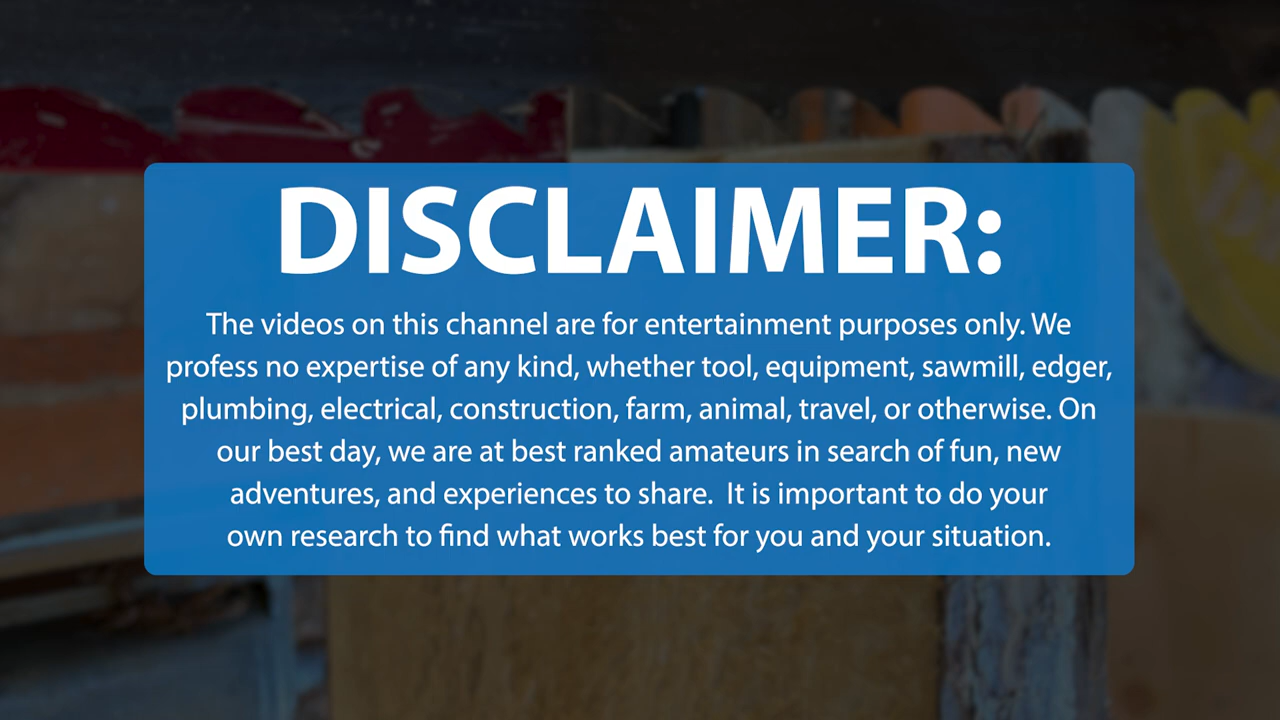 DISCLAIMER:
The videos on this channel are for entertainment purposes only. We
profess no expertise of any kind, whether tool, equipment, sawmill, edger,
plumbing, electrical, construction, farm, animal, travel, or otherwise. On
our best day, we are at best ranked amateurs in search of fun, new
adventures, and experiences to share.  It is important to do your
own research to find what works best for you and your situation.